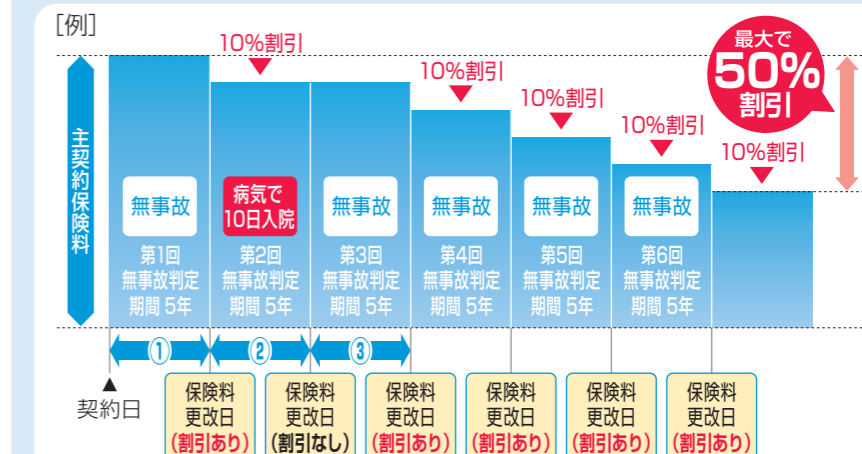 [例]
10%割引
10%割引
10%割引
10%割引
10%割引
最大で
50%
割引
主契約保険料
無事故
第1回
無事故判定
期間 5年
病気で
10日入院
第2回
無事故判定
期間 5年
無事故
第3回
無事故判定
期間 5年
無事故
第4回
無事故判定
期間 5年
無事故
第5回
無事故判定
期間 5年
無事故
第6回
無事故判定
期間 5年
①
②
③
契約日
保険料
更改日
(割引あり)
保険料
更改日
(割引なし)
保険料
更改日
(割引あり)
保険料
更改日
(割引あり)
保険料
更改日
(割引あり)
保険料
更改日
(割引あり)